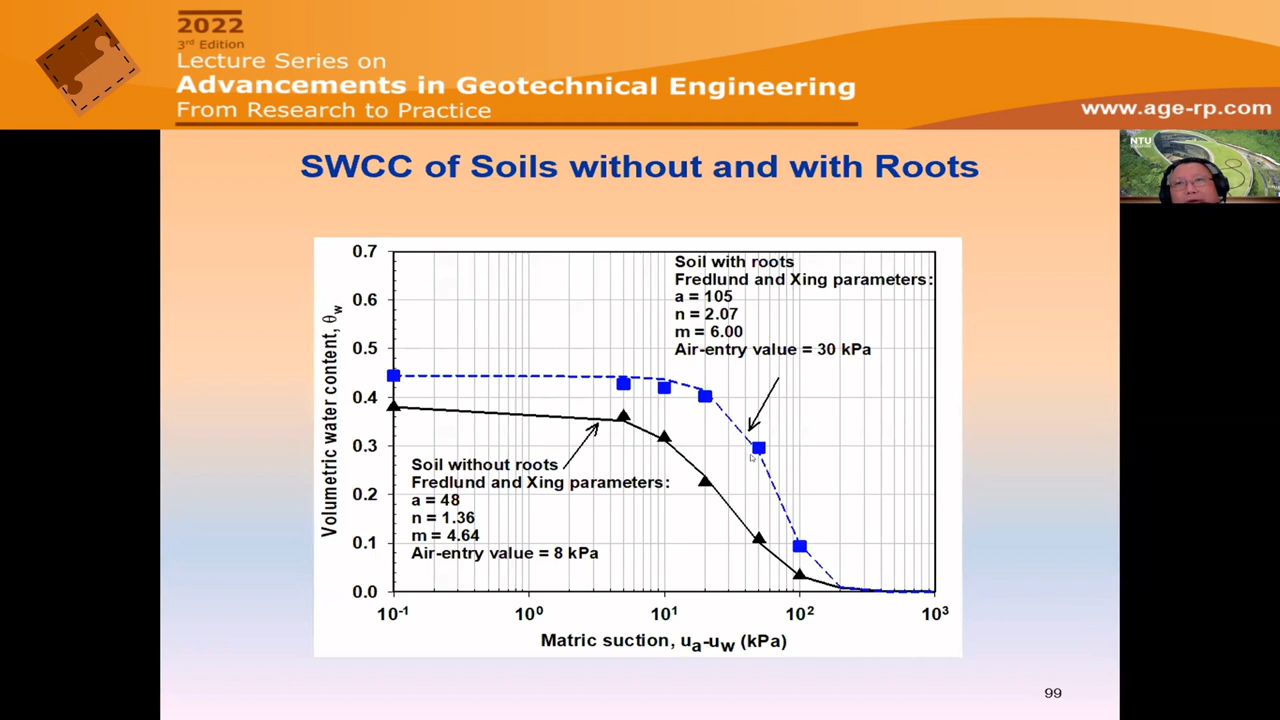 2022
3rd Edition
Lecture Series on
Advancements in Geotechnical Engineering
From Research to Practice
www.age-rp.com
NTU
SWCC of Soils without and with Roots
0.7
0.6
0.5
0.4
0.3
0.2
0.1
0.0
Volumetric water content, θw
Soil with roots
Fredlund and Xing parameters:
a = 105
n = 2.07
m = 6.00
Air-entry value = 30 kPa
Soil without roots
Fredlund and Xing parameters:
a = 48
n = 1.36
m = 4.64
Air-entry value = 8 kPa
10-1 100 101 102 103
Matric suction, ua-uw (kPa)
99